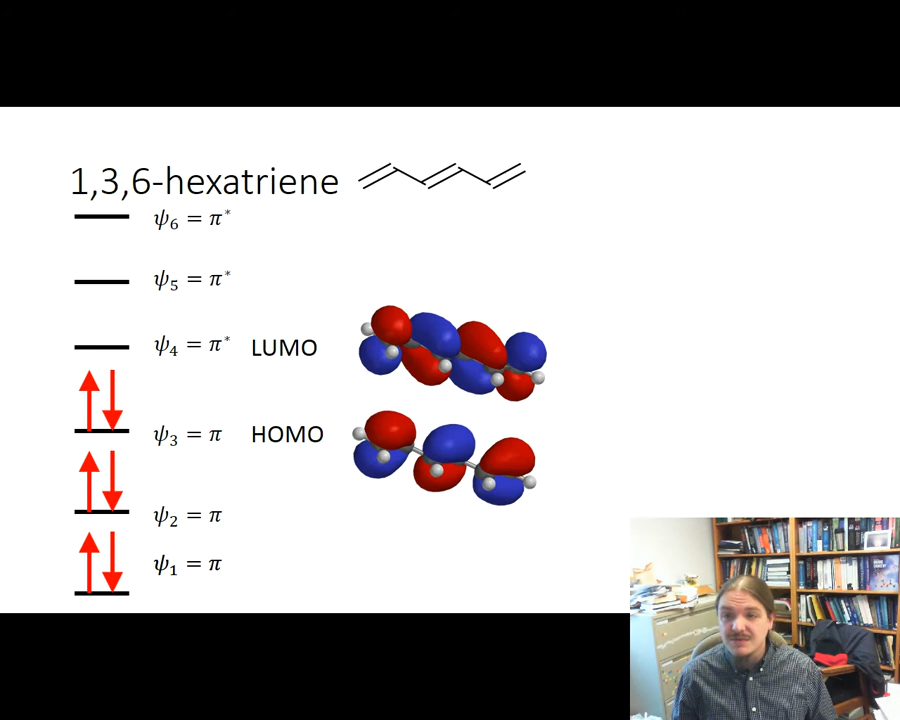 1,3,6-hexatriene
ψ₆ = π*
ψ₅ = π*
ψ₄ = π* LUMO
ψ₃ = π HOMO
ψ₂ = π
ψ₁ = π